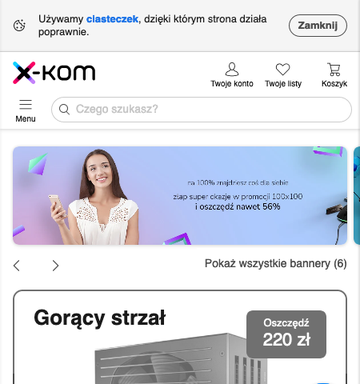 Używamy ciasteczek, dzięki którym strona działa
poprawnie.
Zamknij
x-kom
Twoje konto
Twoje listy
Koszyk
Menu
Czego szukasz?
na 100% znajdziesz coś dla siebie
złap super okazje w promocji 100x100
i oszczędź nawet 56%
Pokaż wszystkie bannery (6)
Gorący strzał
Oszczędź
220 zł